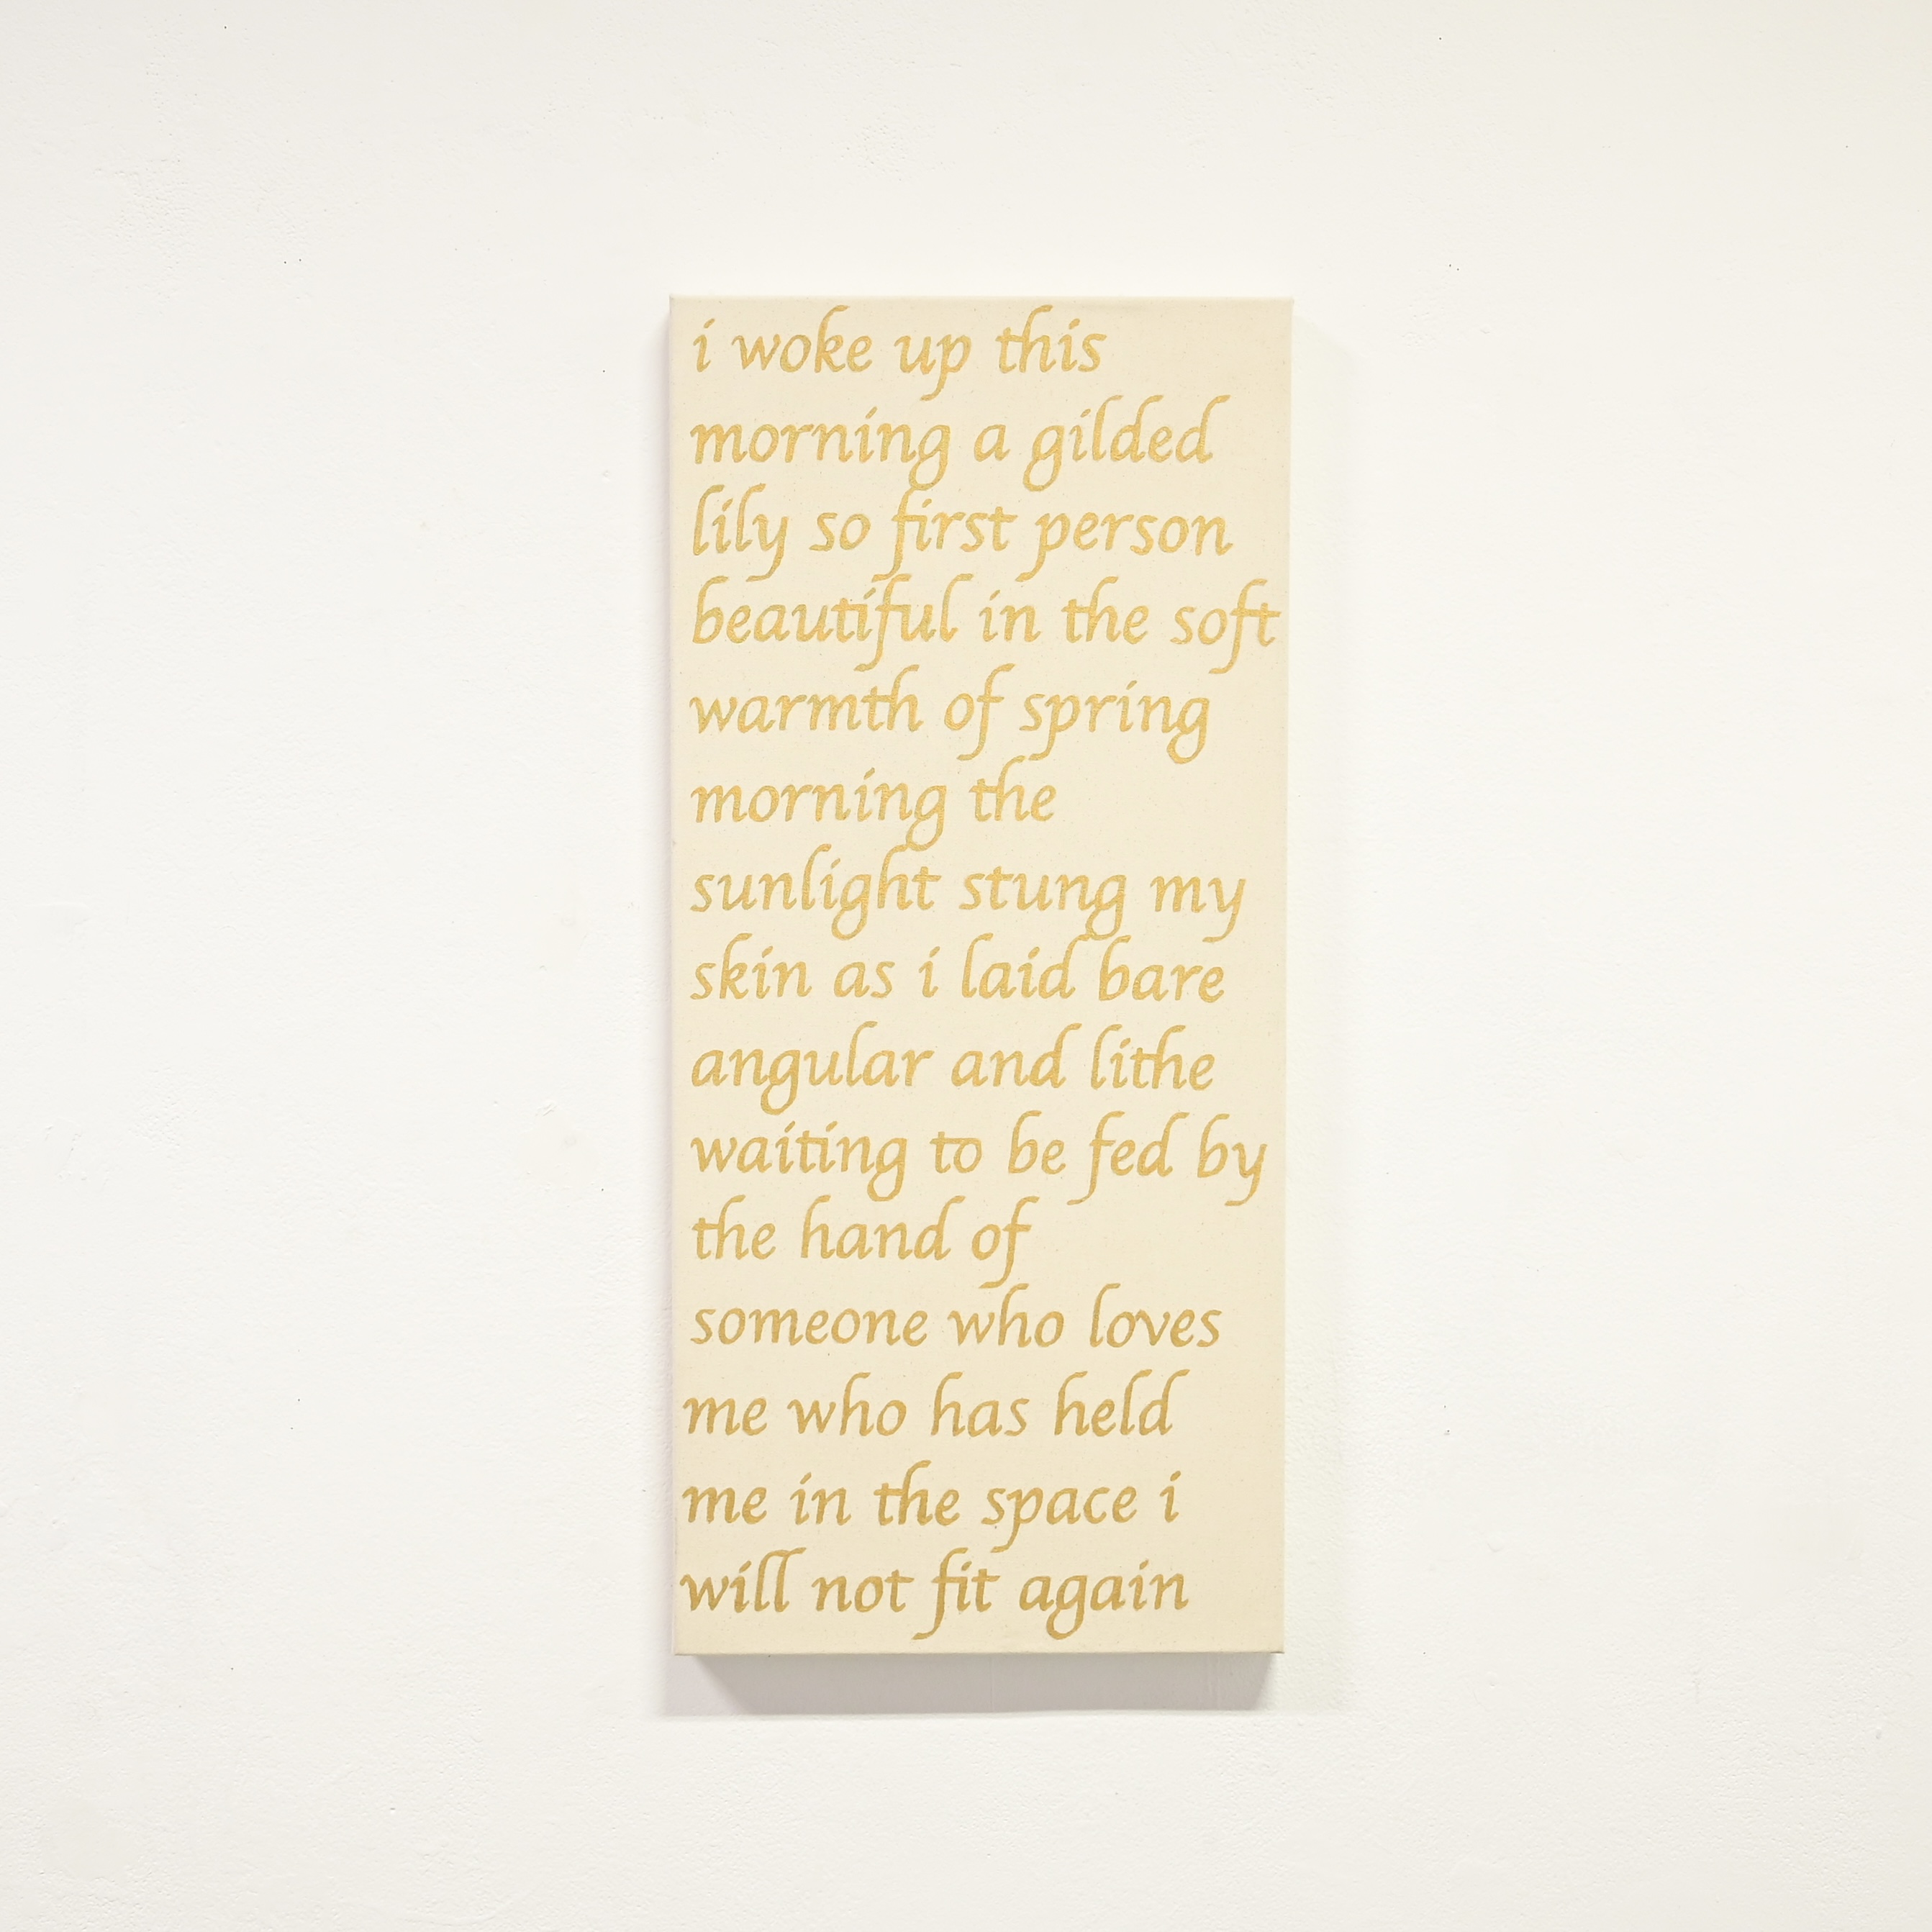 i woke up this
morning a gilded
lily so first person
beautiful in the soft
warmth of spring
morning the
sunlight stung my
skin as i laid bare
angular and lithe
waiting to be fed by
the hand of
someone who loves
me who has held
me in the space i
will not fit again